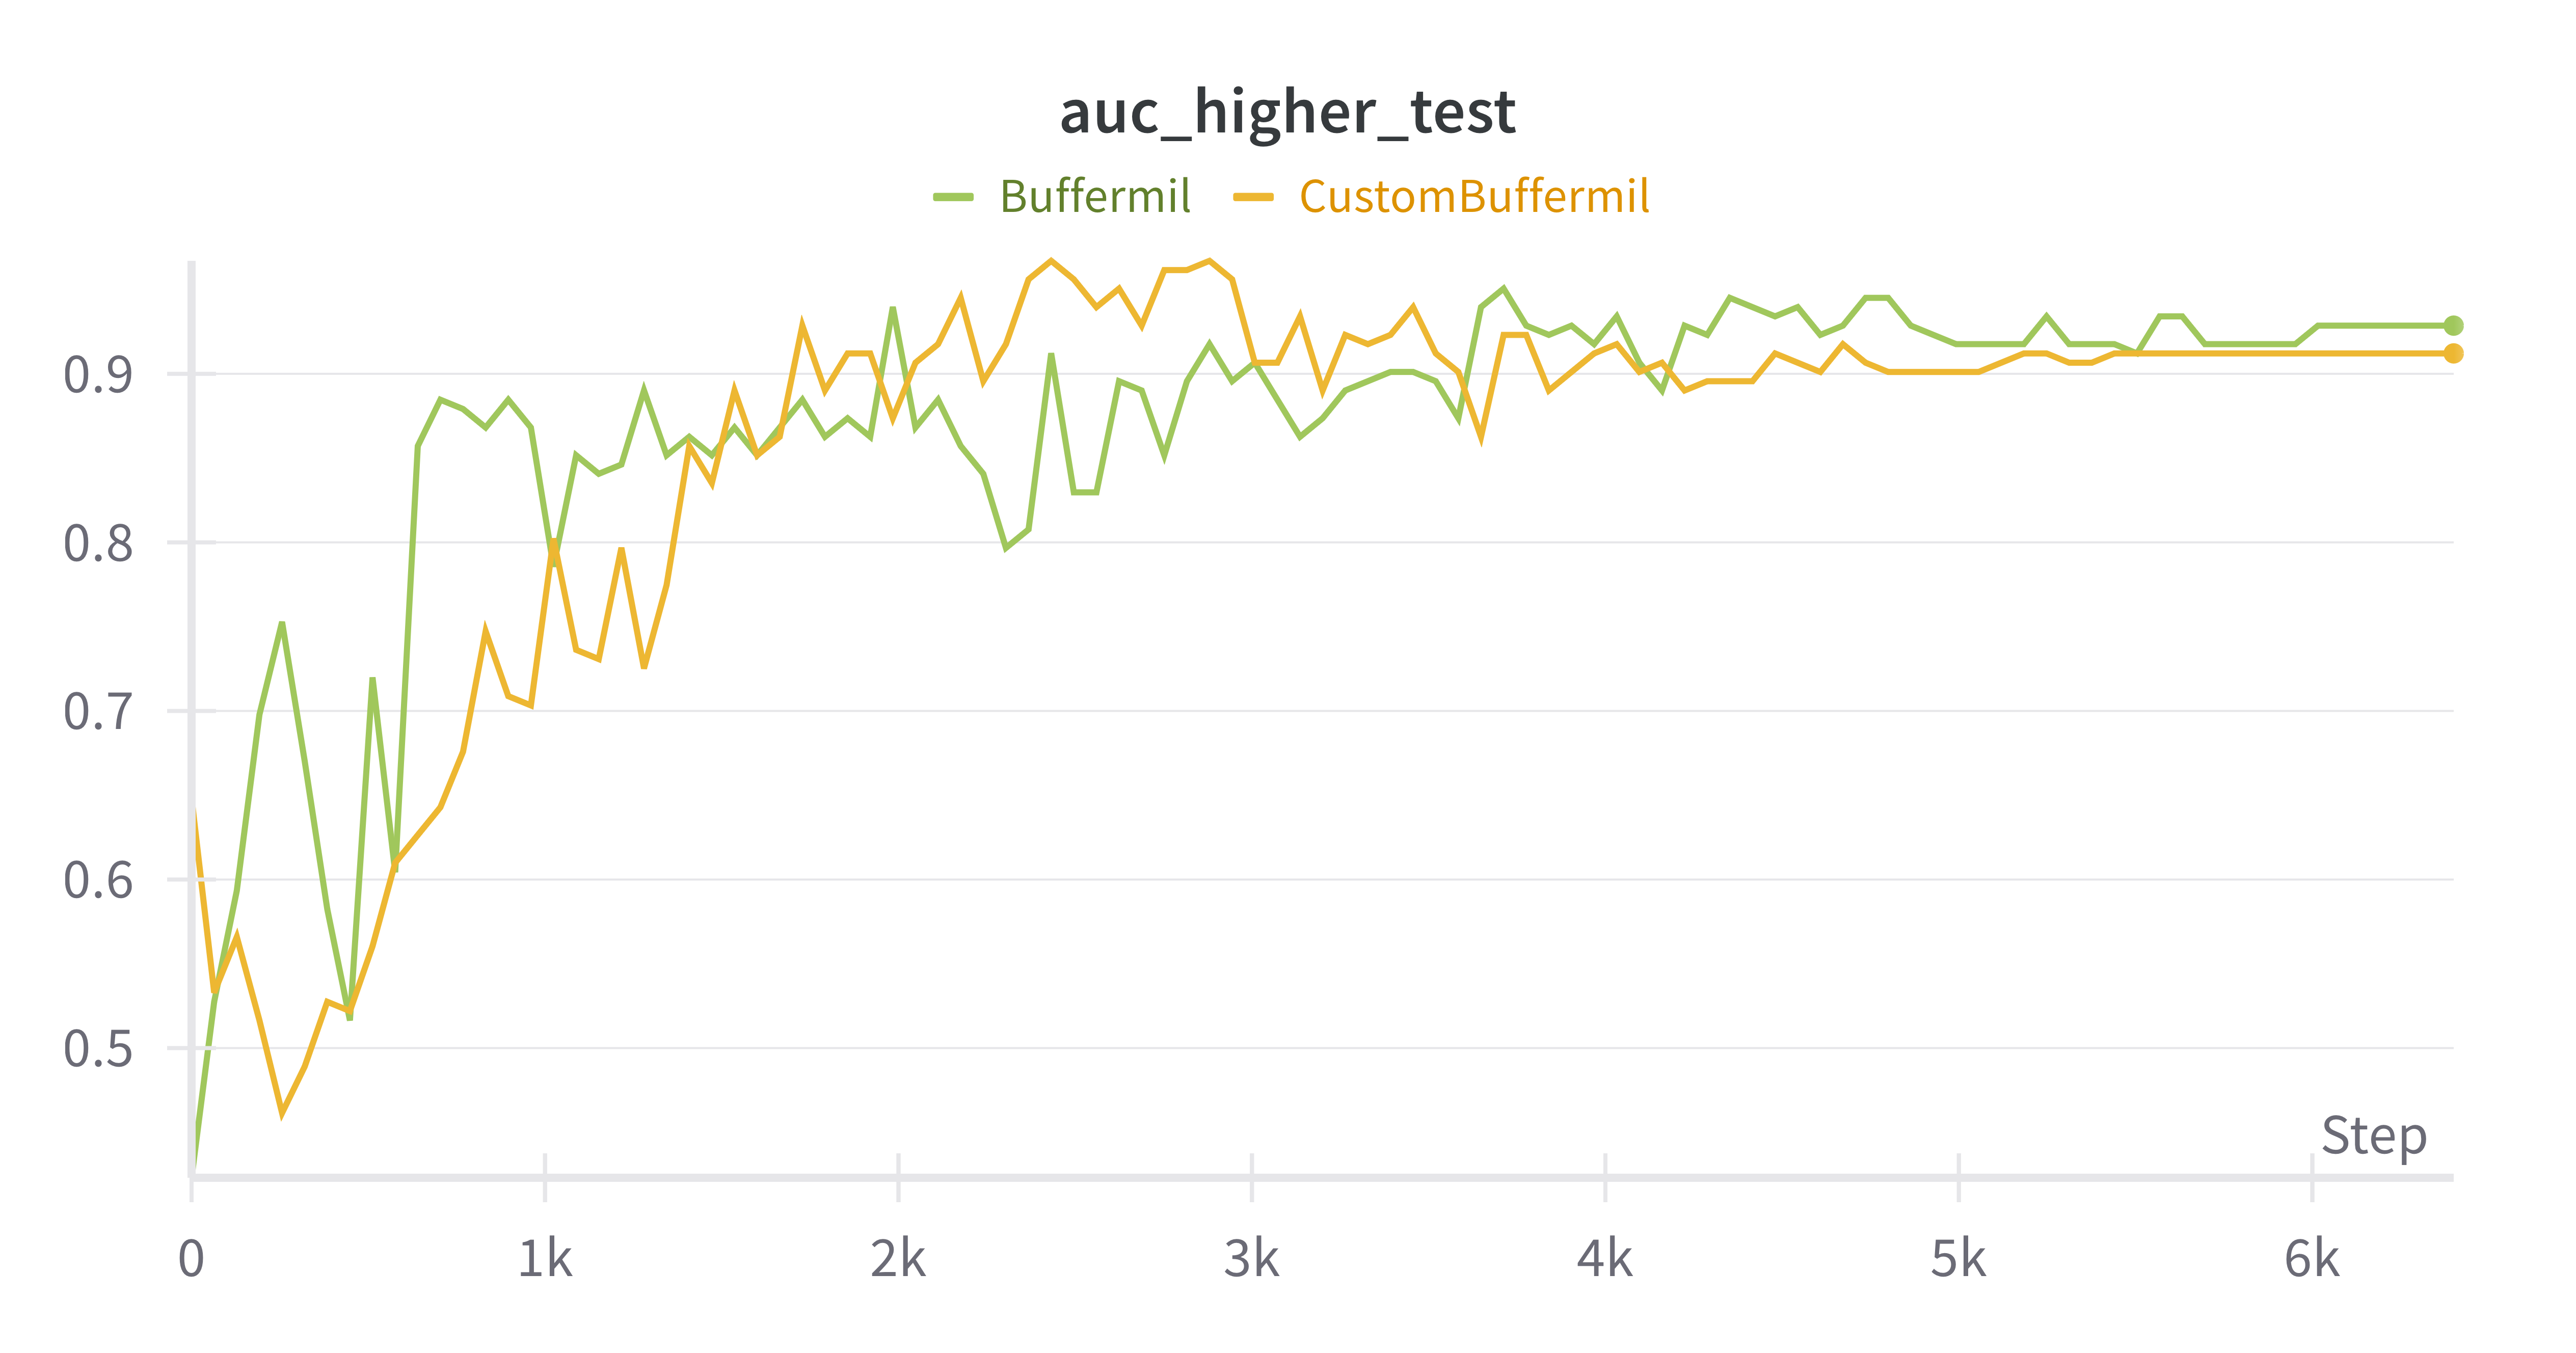 auc_higher_test
Buffermil CustomBuffermil
0.9
0.8
0.7
0.6
0.5
Step
0 1k 2k 3k 4k 5k 6k